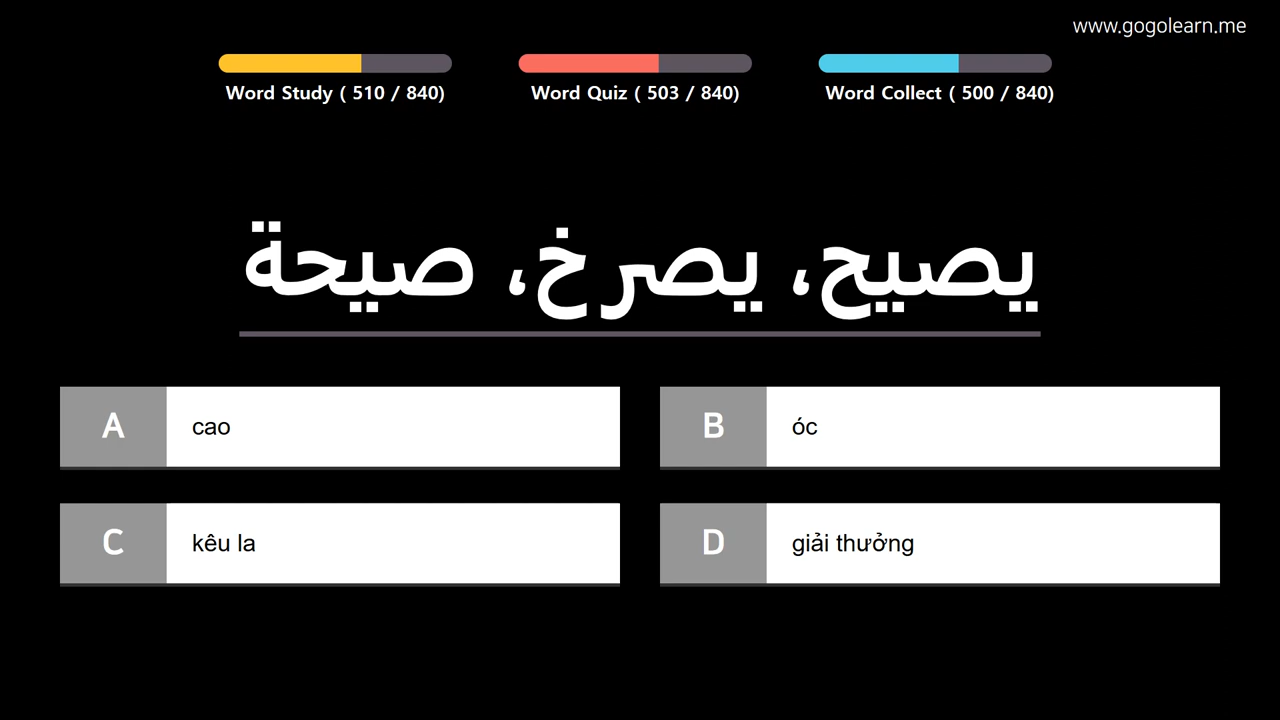 www.gogolearn.me
Word Study ( 510 / 840)
Word Quiz ( 503 / 840)
Word Collect ( 500 / 840)
يصيح، يصرخ، صيحة
A cao
B óc
C kêu la
D giải thưởng